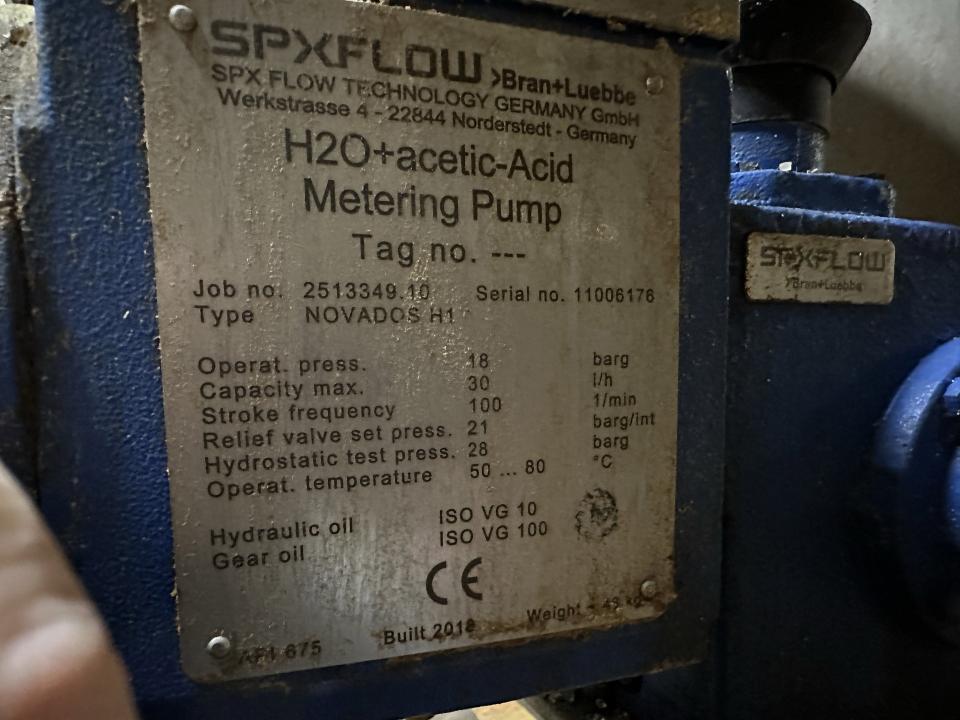 SPXFLOW >Bran+Luebbe
SPX FLOW TECHNOLOGY GERMANY GmbH
Werkstrasse 4 - 22844 Norderstedt - Germany
H2O+acetic-Acid
Metering Pump
Tag no. ---
Job no. 2513349.10 Serial no. 11006176
Type NOVADOS H1
Operat. press. 18 barg
Capacity max. 30 l/h
Stroke frequency 100 1/min
Relief valve set press. 21 barg/int
Hydrostatic test press. 28 barg
Operat. temperature 50 ... 80 °C
Hydraulic oil ISO VG 10
Gear oil ISO VG 100
CE
API 675 Built 2018 Weight ~ 49 kg
SPXFLOW
>Bran+Luebbe